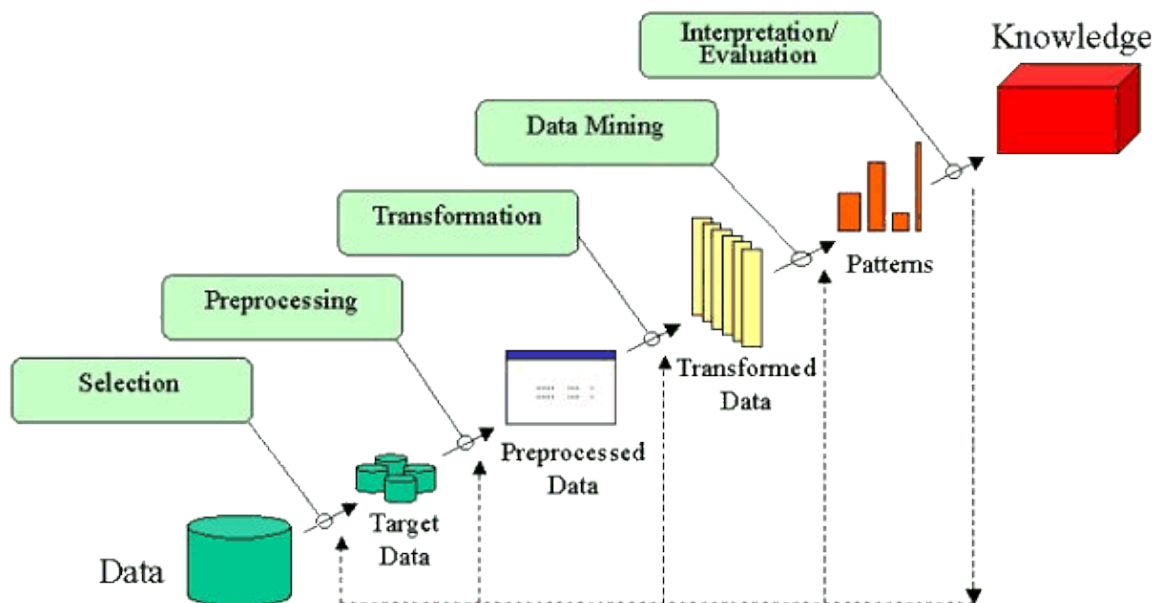 Interpretation/
Evaluation
Knowledge
Data Mining
Transformation
Patterns
Preprocessing
Transformed
Data
Selection
Preprocessed
Data
Target
Data
Data